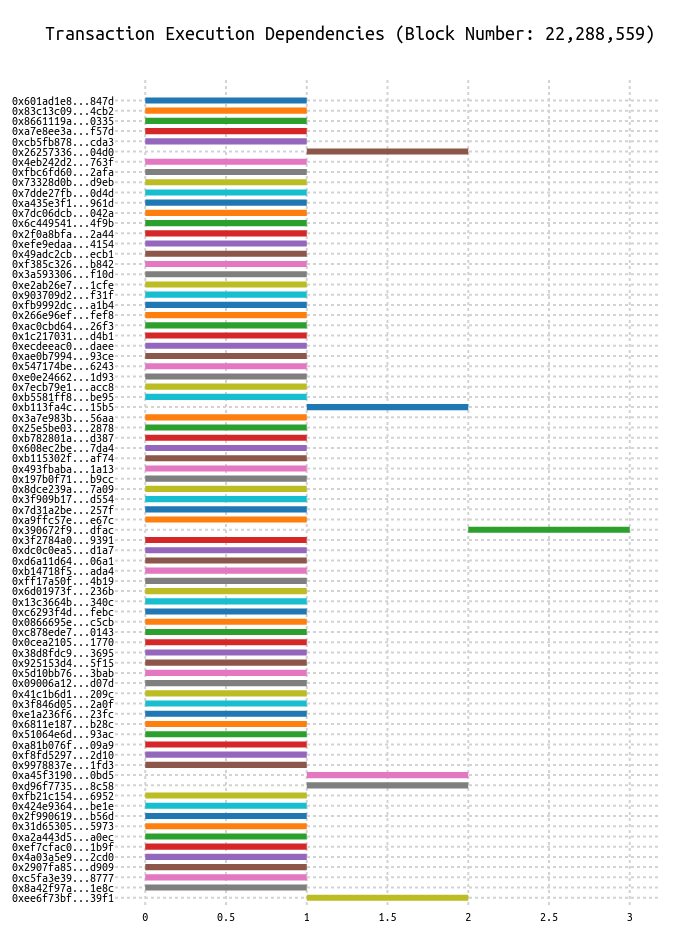 Transaction Execution Dependencies (Block Number: 22,288,559)
0x601ad1e8...847d
0x83c13c09...4cb2
0x8661119a...0335
0xa7e8ee3a...f57d
0xcb5fb878...cda3
0x26257336...04d0
0x4eb242d2...763f
0xfbc6fd60...2afa
0x73328d0b...d9eb
0x7dde27fb...0d4d
0xa435e3f1...961d
0x7dc06dcb...042a
0x6c449541...4f9b
0x2f0a8bfa...2a44
0xefe9edaa...4154
0x49adc2cb...ecb1
0xf385c326...b842
0x3a593306...f10d
0xe2ab26e7...1cfe
0x903709d2...f31f
0xfb9992dc...a1b4
0x266e96ef...fef8
0xac0cbd64...26f3
0x1c217031...d4b1
0xecdeeac0...daee
0xae0b7994...93ce
0x547174be...6243
0xe0e24662...1d93
0x7ecb79e1...acc8
0xb5581ff8...be95
0xb113fa4c...15b5
0x3a7e983b...56aa
0x25e5be03...2878
0xb782801a...d387
0x608ec2be...7da4
0xb115302f...af74
0x493fbaba...1a13
0x197b0f71...b9cc
0x8dce239a...7a09
0x3f909b17...d554
0x7d31a2be...257f
0xa9ffc57e...e67c
0x390672f9...dfac
0x3f2784a0...9391
0xdc0c0ea5...d1a7
0xd6a11d64...06a1
0xb14718f5...ada4
0xff17a50f...4b19
0x6d01973f...236b
0x13c3664b...340c
0xc6293f4d...febc
0x0866695e...c5cb
0xc878ede7...0143
0x0cea2105...1770
0x38d8fdc9...3695
0x925153d4...5f15
0x5d10bb76...3bab
0x09006a12...d07d
0x41c1b6d1...209c
0x3f846d05...2a0f
0xe1a236f6...23fc
0x6811e187...b28c
0x51064e6d...93ac
0xa81b076f...09a9
0xf8fd5297...2d10
0x9978837e...1fd3
0xa45f3190...0bd5
0xd96f7735...8c58
0xfb21c154...6952
0x424e9364...be1e
0x2f990619...b56d
0x31d65305...5973
0xa2a443d5...a0ec
0xef7cfac0...1b9f
0x4a03a5e9...2cd0
0x2907fa85...d909
0xc5fa3e39...8777
0x8a42f97a...1e8c
0xee6f73bf...39f1
0 0.5 1 1.5 2 2.5 3